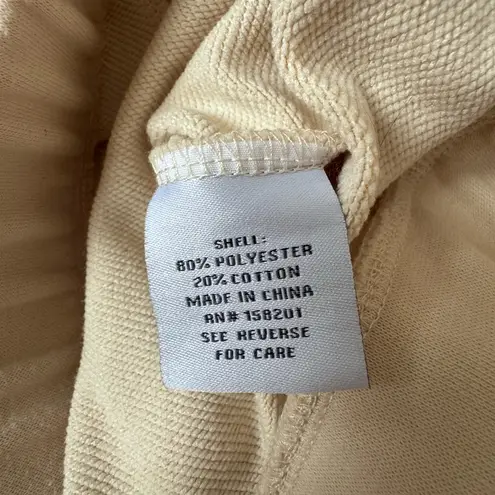 SHELL:
80% POLYESTER
20% COTTON
MADE IN CHINA
RN# 158201
SEE REVERSE
FOR CARE